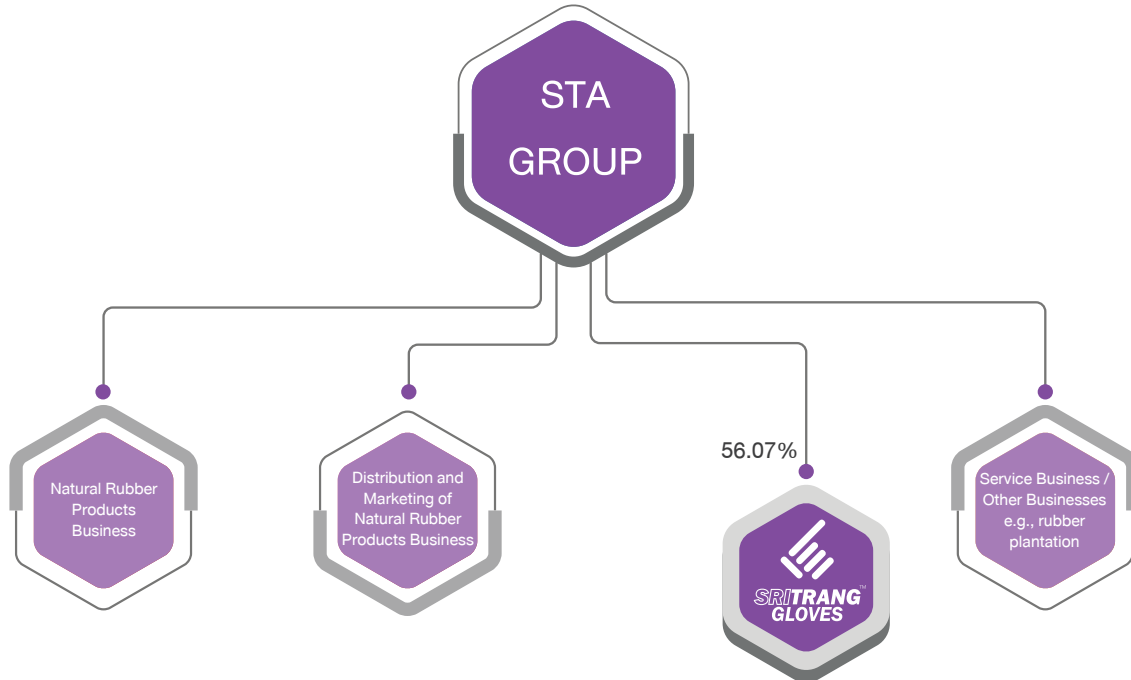 STA
GROUP
Natural Rubber
Products
Business
Distribution and
Marketing of
Natural Rubber
Products Business
56.07%
SRITRANG™
GLOVES
Service Business /
Other Businesses
e.g., rubber
plantation